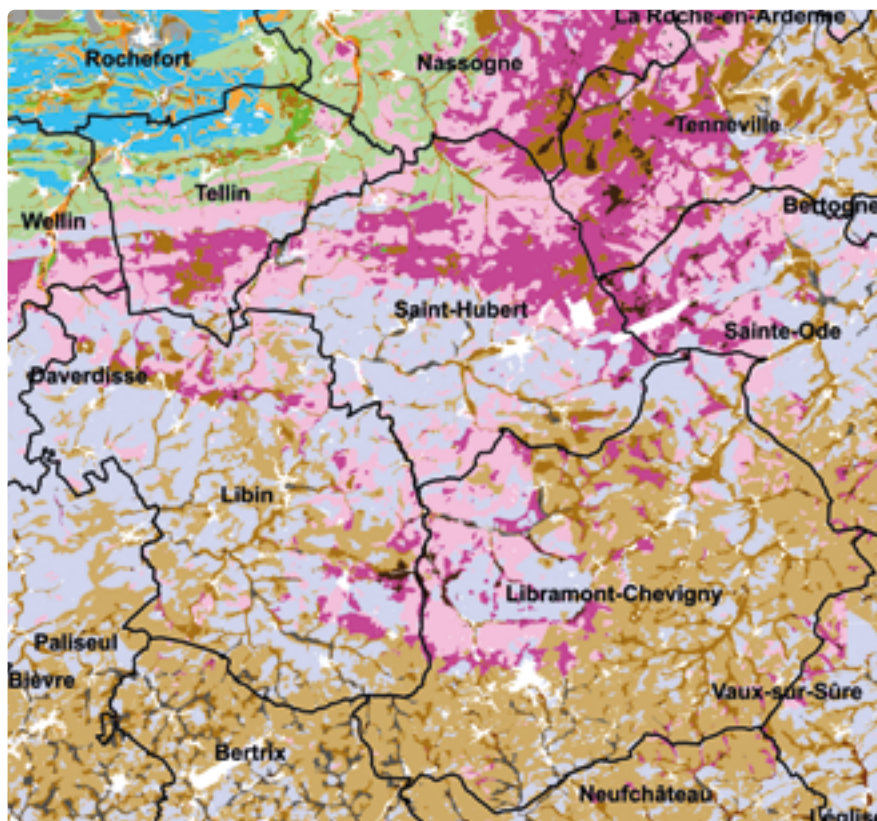 La Roche-en-Ardenne
Rochefort
Nassogne
Tenneville
Tellin
Bertogne
Wellin
Saint-Hubert
Sainte-Ode
Daverdisse
Libin
Libramont-Chevigny
Paliseul
Bièvre
Vaux-sur-Sûre
Bertrix
Neufchâteau
Léglise